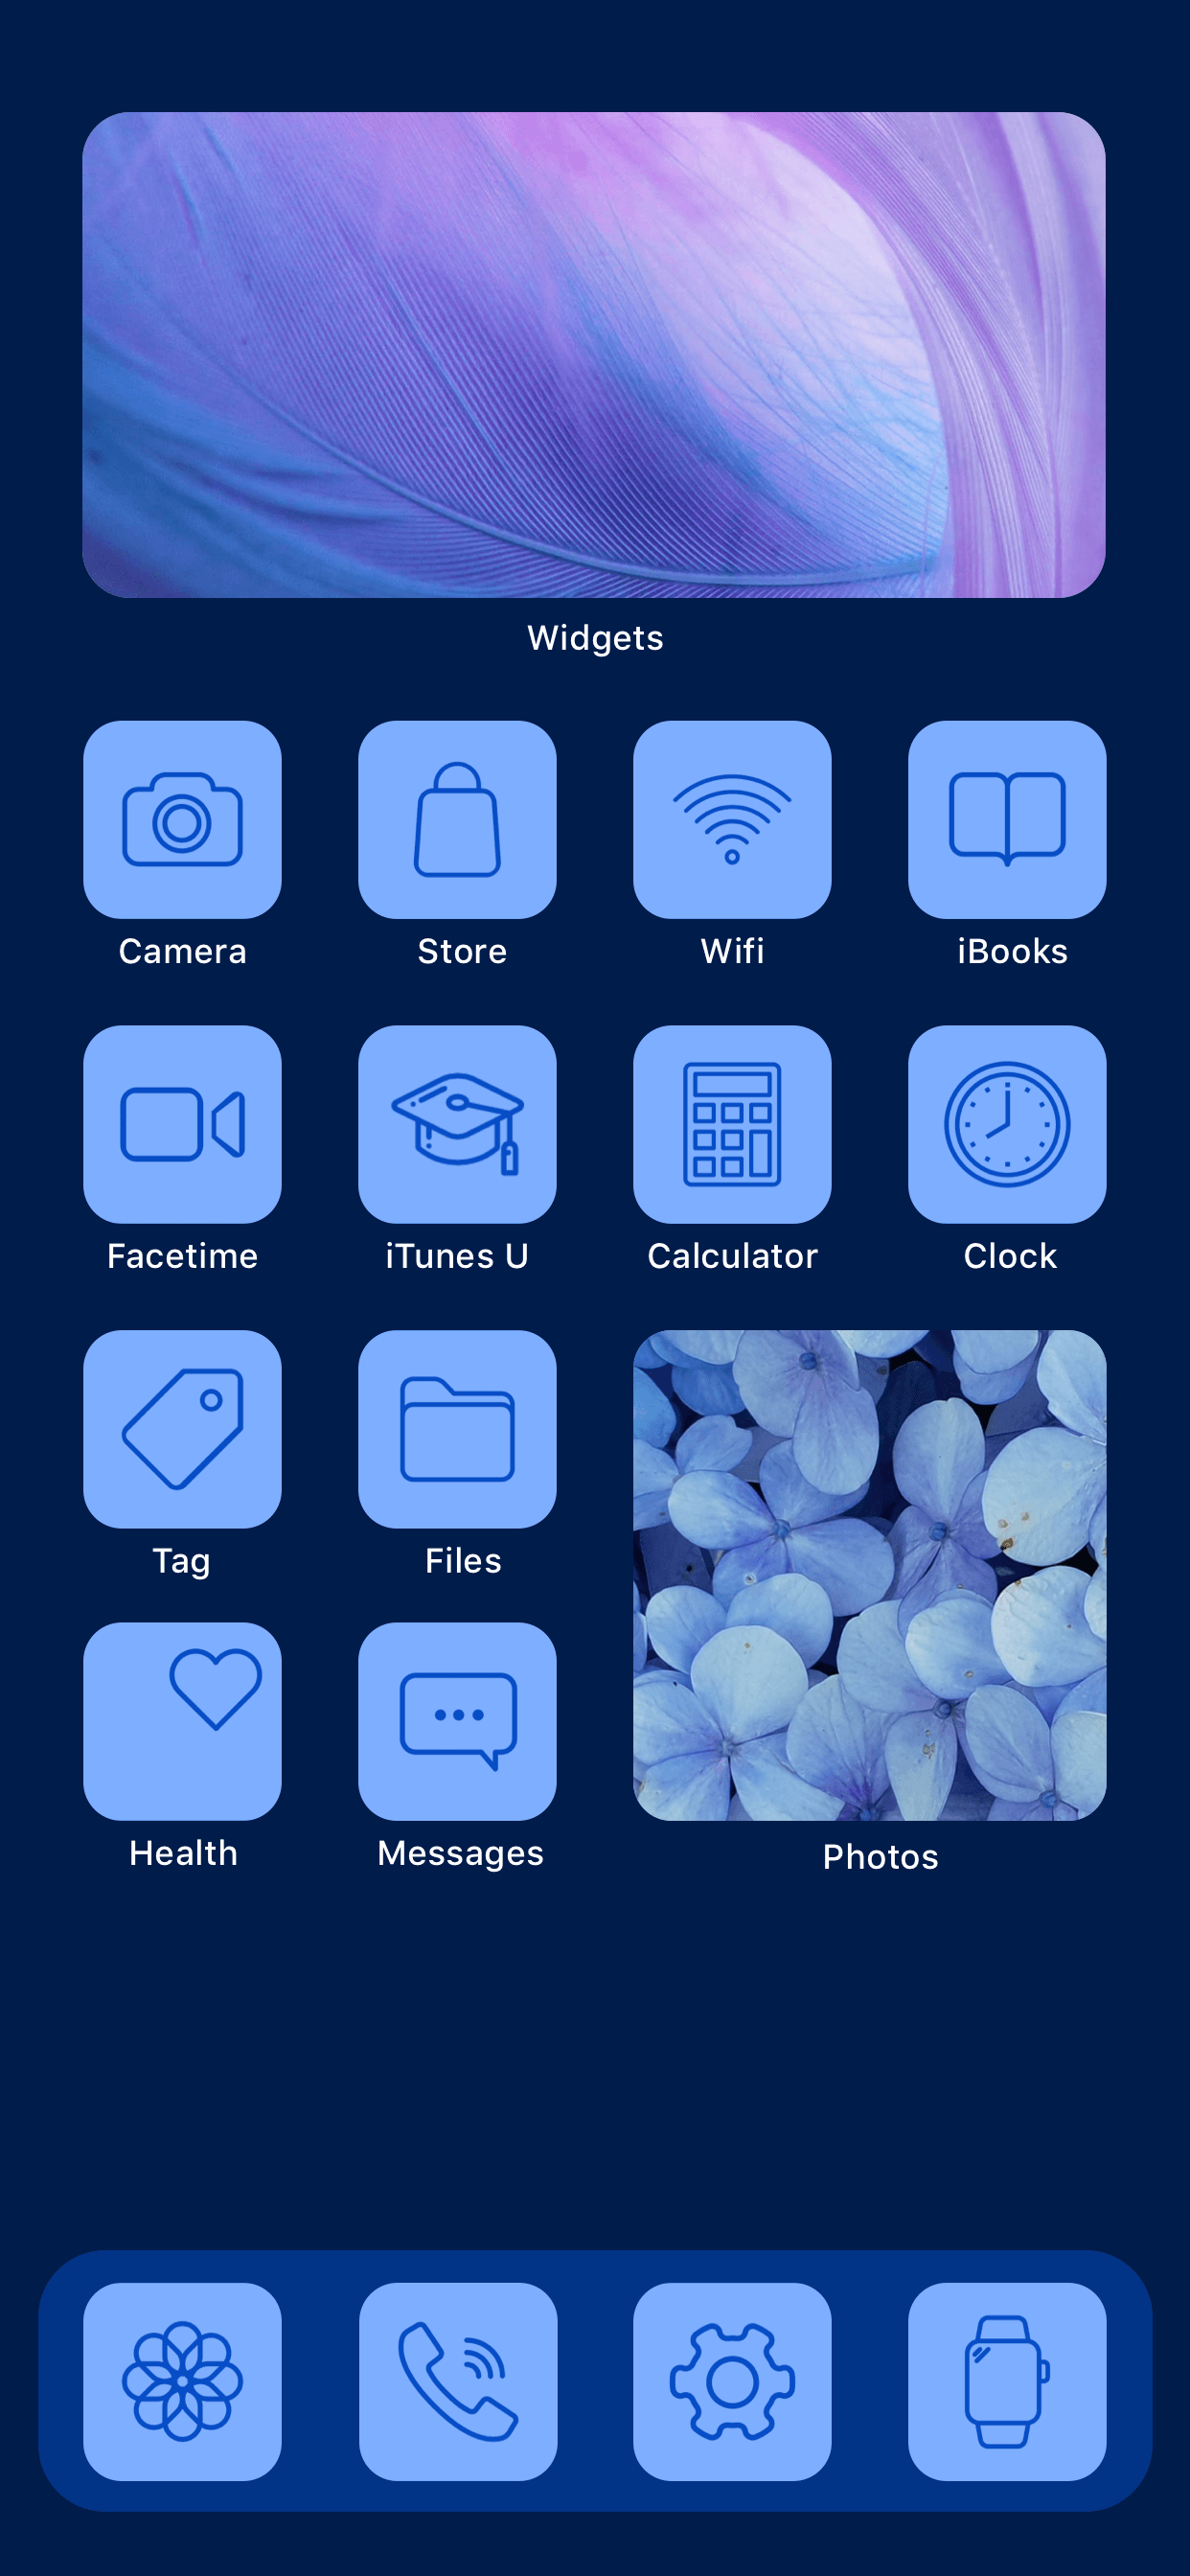 Widgets
Camera
Store
Wifi
iBooks
Facetime
iTunes U
Calculator
Clock
Tag
Files
Health
Messages
Photos